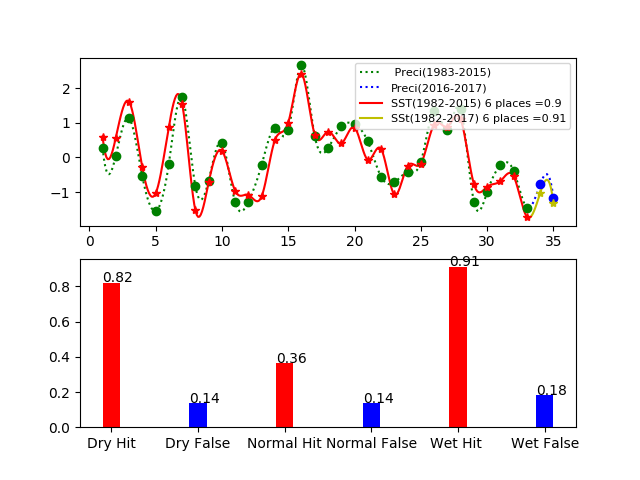 2
1
0
−1
0
5
10
15
20
25
30
35
Preci(1983-2015)
Preci(2016-2017)
SST(1982-2015) 6 places =0.9
SSt(1982-2017) 6 places =0.91
0.8
0.6
0.4
0.2
0.0
0.82
0.14
0.36
0.14
0.91
0.18
Dry Hit
Dry False
Normal Hit
Normal False
Wet Hit
Wet False